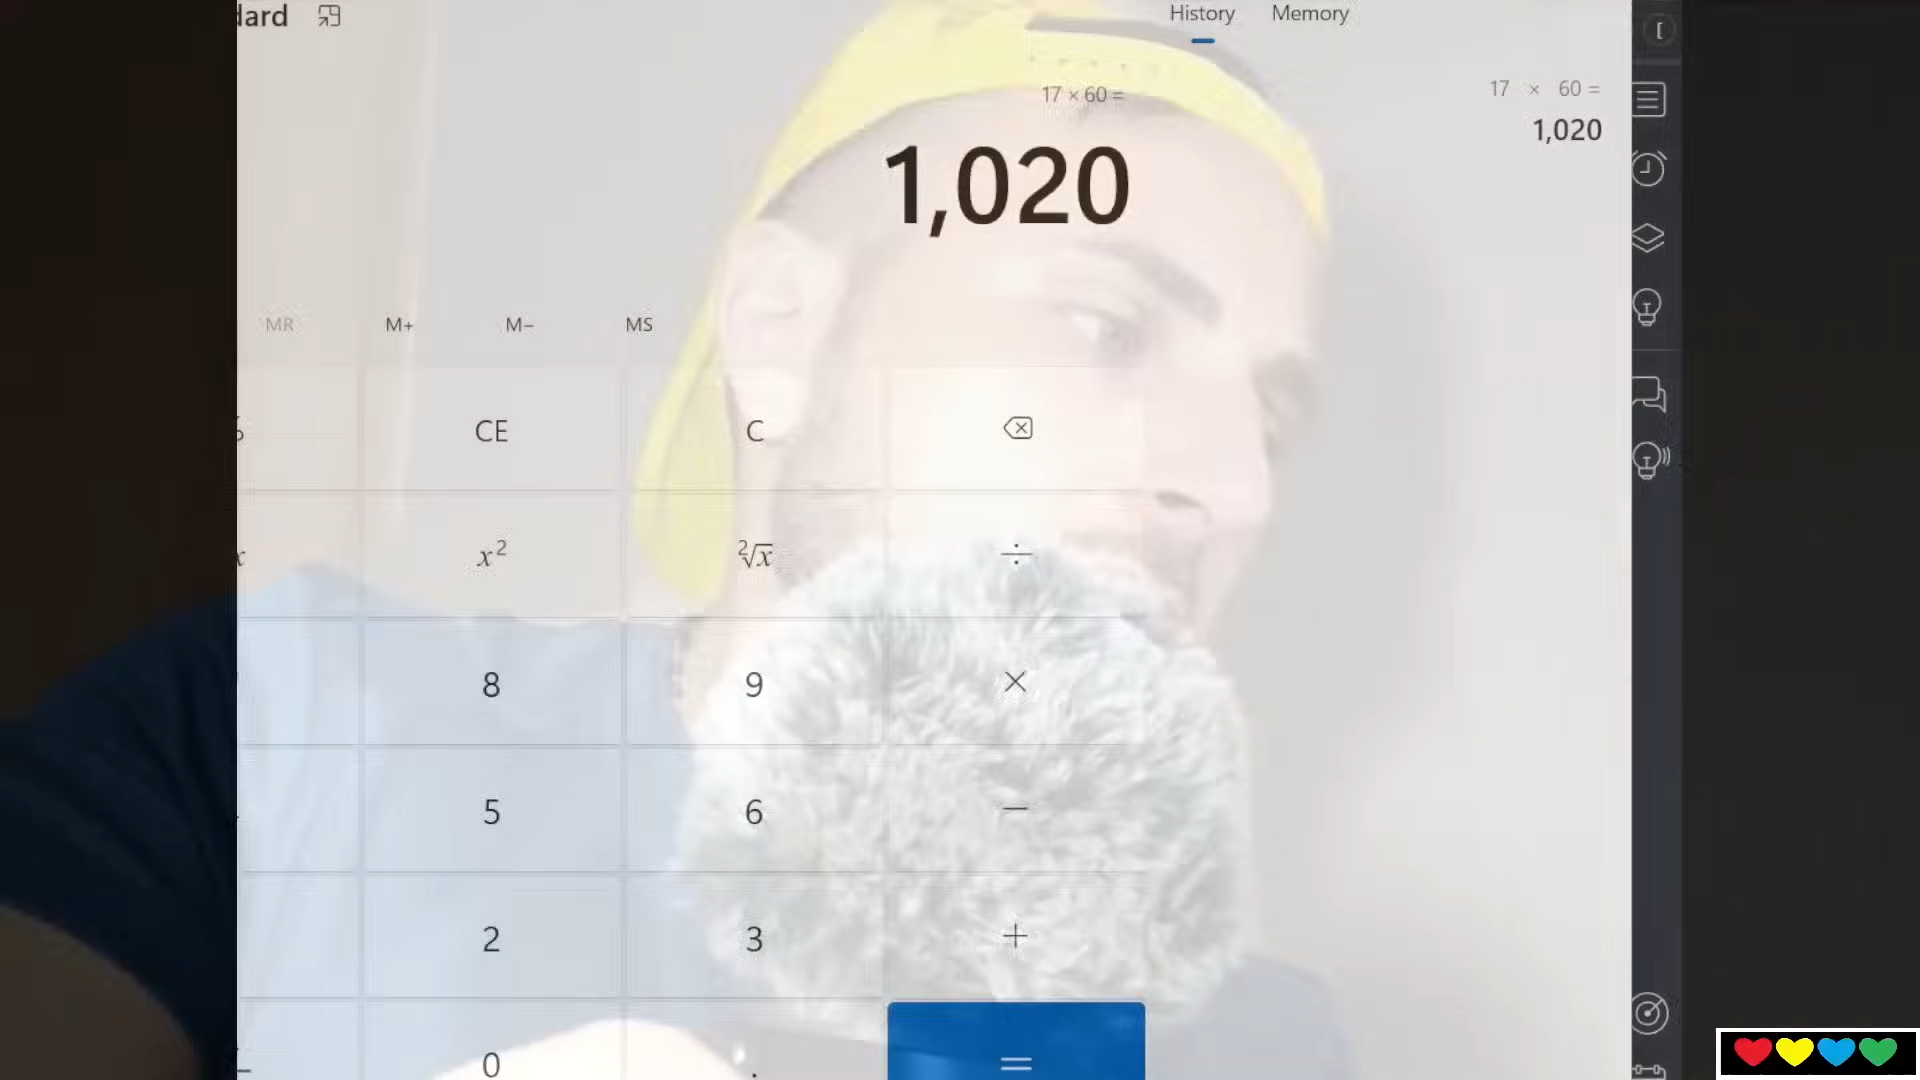 dard
History Memory
17 × 60 =
1,020
17 × 60 =
1,020
MR M+ M− MS
CE C
x² ²√x ÷
8 9 ×
5 6 −
2 3 +
0 . =